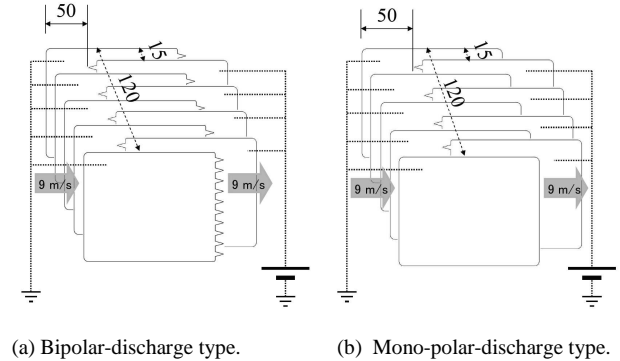 50
15
120
9 m/s
9 m/s
50
15
120
9 m/s
9 m/s
(a) Bipolar-discharge type.
(b) Mono-polar-discharge type.